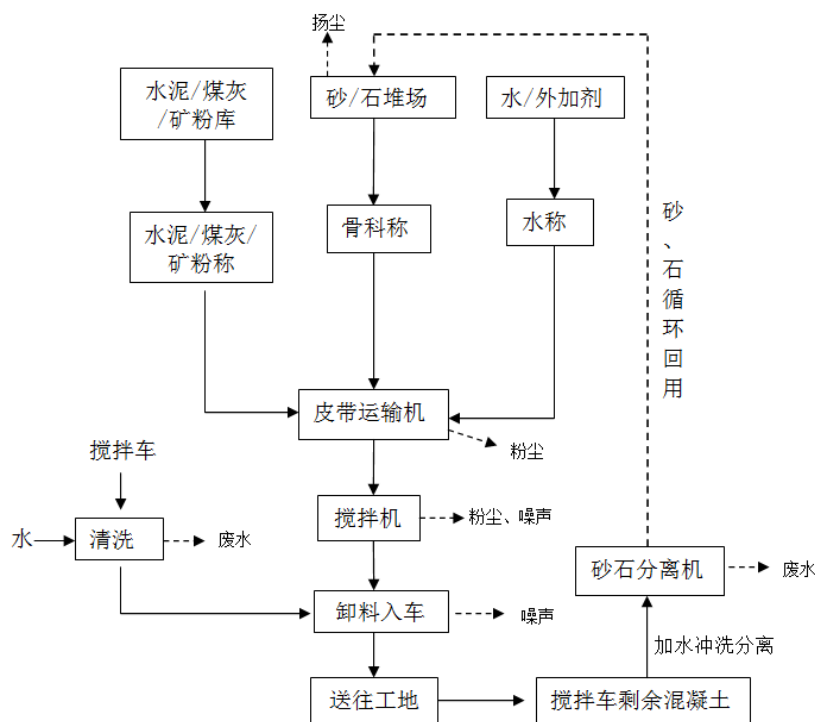 扬尘
水泥/煤灰
/矿粉库
砂/石堆场
水/外加剂
水泥/煤灰/
矿粉称
骨科称
水称
砂、石循环回用
皮带运输机
粉尘
搅拌车
搅拌机
粉尘、噪声
水
清洗
废水
砂石分离机
废水
卸料入车
噪声
加水冲洗分离
送往工地
搅拌车剩余混凝土